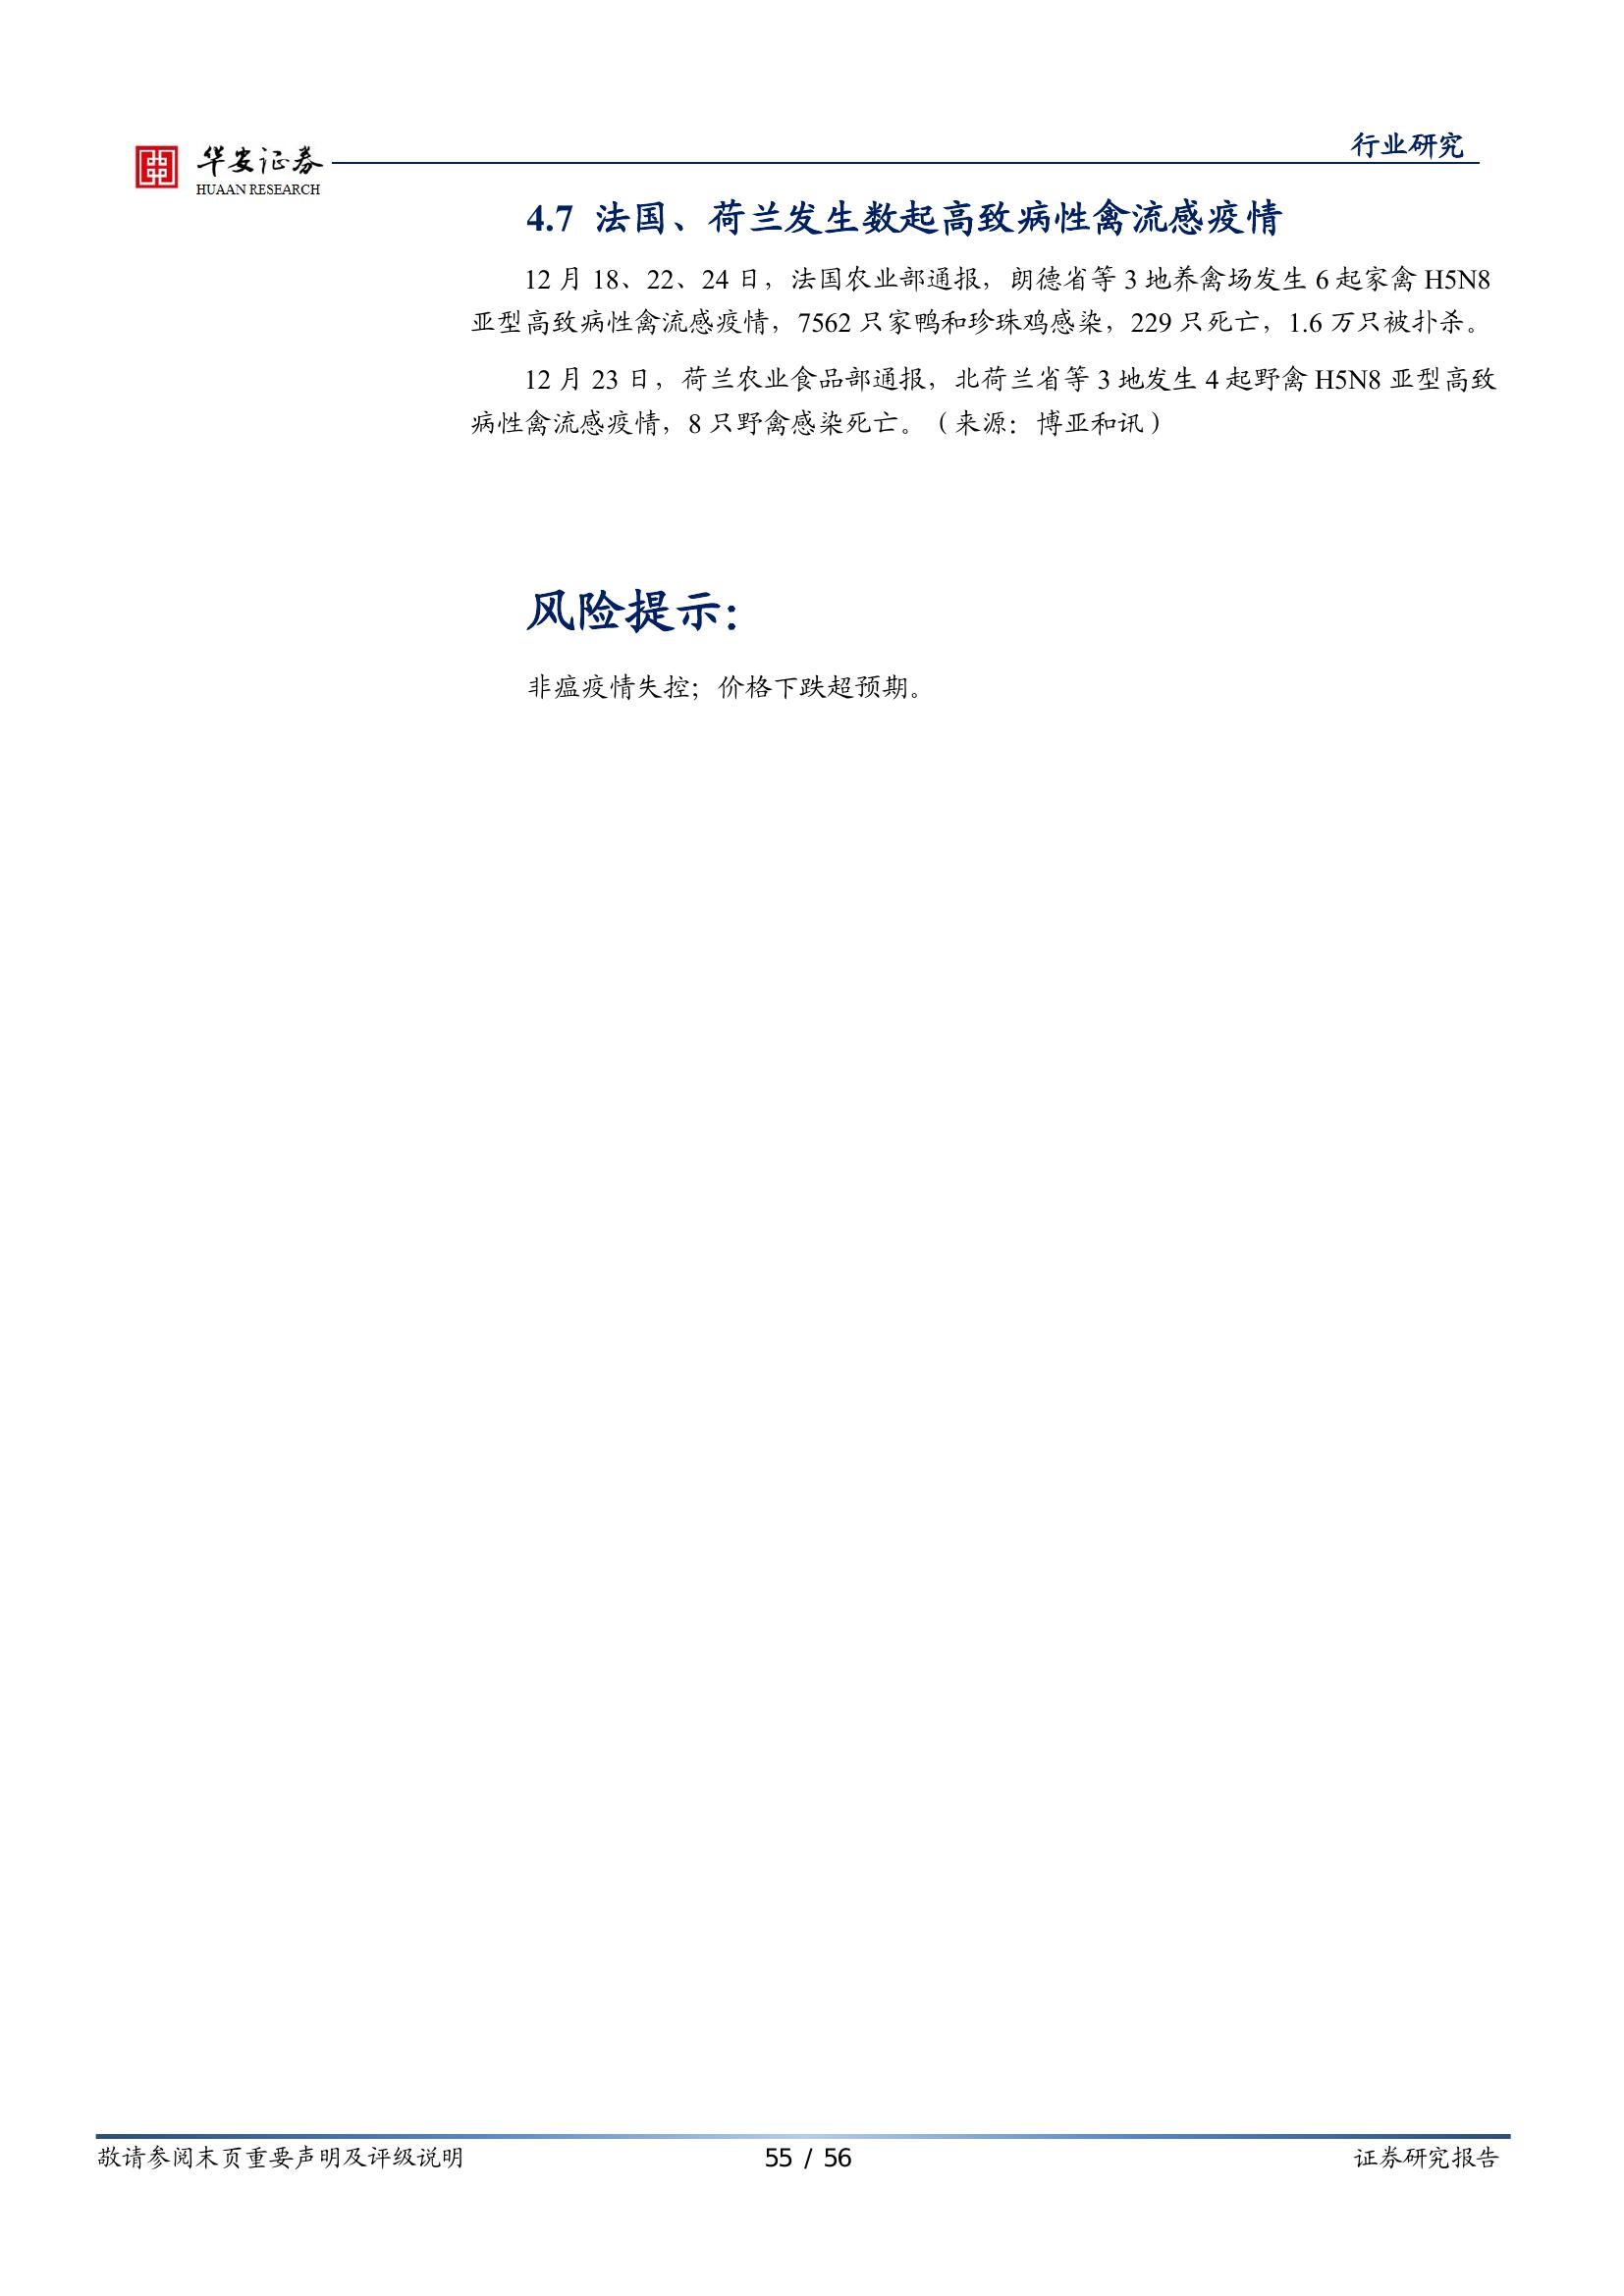 华安证券
HUAAN RESEARCH
行业研究
4.7 法国、荷兰发生数起高致病性禽流感疫情
12 月 18、22、24 日，法国农业部通报，朗德省等 3 地养禽场发生 6 起家禽 H5N8
亚型高致病性禽流感疫情，7562 只家鸭和珍珠鸡感染，229 只死亡，1.6 万只被扑杀。
12 月 23 日，荷兰农业食品部通报，北荷兰省等 3 地发生 4 起野禽 H5N8 亚型高致
病性禽流感疫情，8 只野禽感染死亡。（来源：博亚和讯）
风险提示：
非瘟疫情失控；价格下跌超预期。
敬请参阅末页重要声明及评级说明
55 / 56
证券研究报告